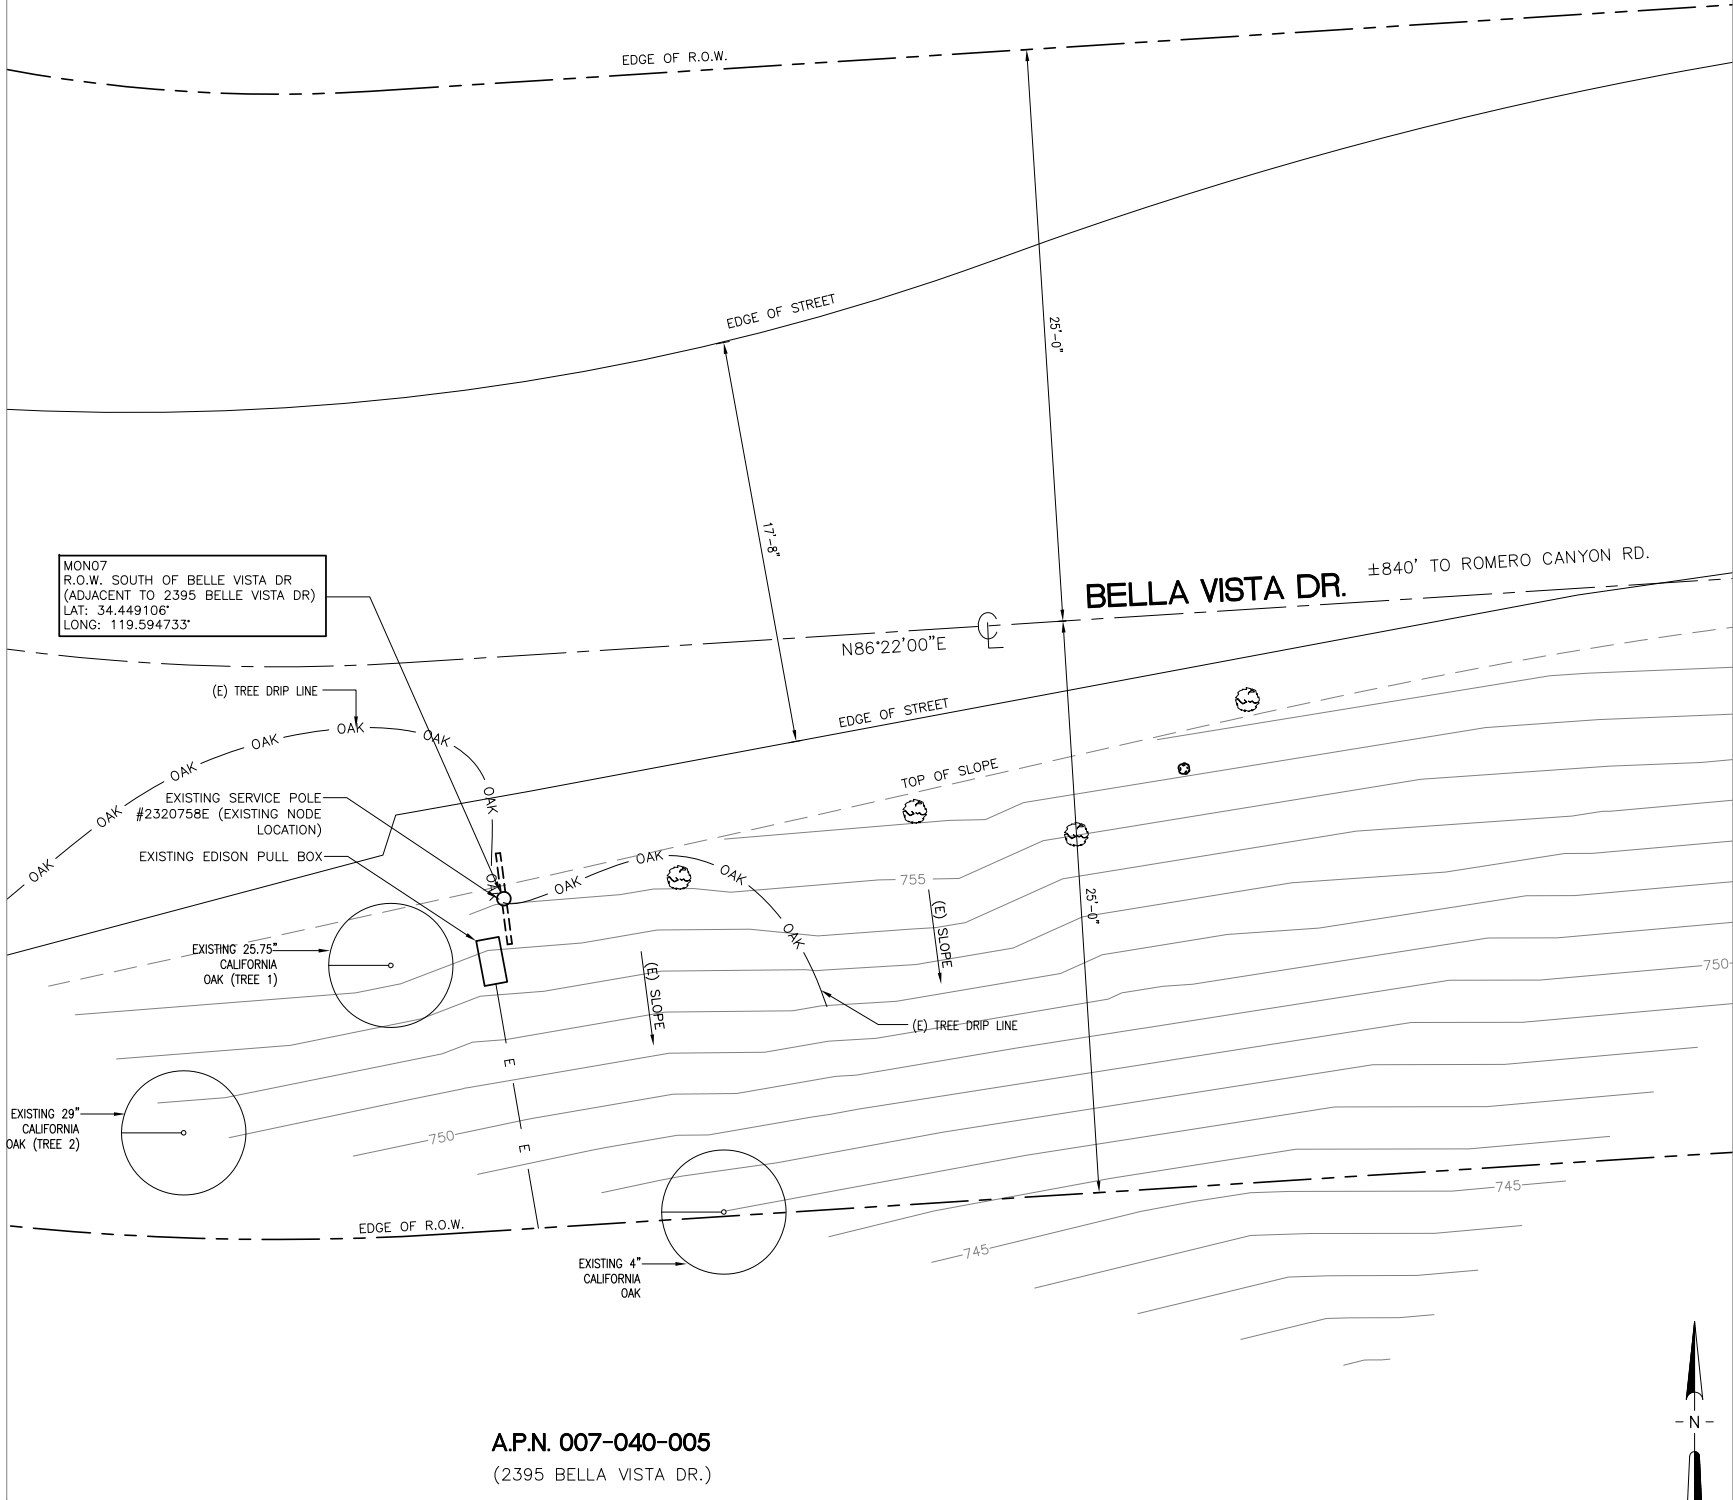 EDGE OF R.O.W.
EDGE OF STREET
25'-0"
17'-8"
MON07
R.O.W. SOUTH OF BELLE VISTA DR
(ADJACENT TO 2395 BELLE VISTA DR)
LAT: 34.449106°
LONG: 119.594733°
BELLA VISTA DR.
±840' TO ROMERO CANYON RD.
N86°22'00"E
CL
(E) TREE DRIP LINE
EDGE OF STREET
OAK
OAK
OAK
OAK
OAK
OAK
OAK
OAK
TOP OF SLOPE
EXISTING SERVICE POLE
#2320758E (EXISTING NODE
LOCATION)
EXISTING EDISON PULL BOX
OAK
OAK
OAK
OAK
755
25'-0"
(E) SLOPE
(E) SLOPE
EXISTING 25.75"
CALIFORNIA
OAK (TREE 1)
750
(E) TREE DRIP LINE
E
E
EXISTING 29"
CALIFORNIA
OAK (TREE 2)
750
745
EDGE OF R.O.W.
745
EXISTING 4"
CALIFORNIA
OAK
N
A.P.N. 007-040-005
(2395 BELLA VISTA DR.)